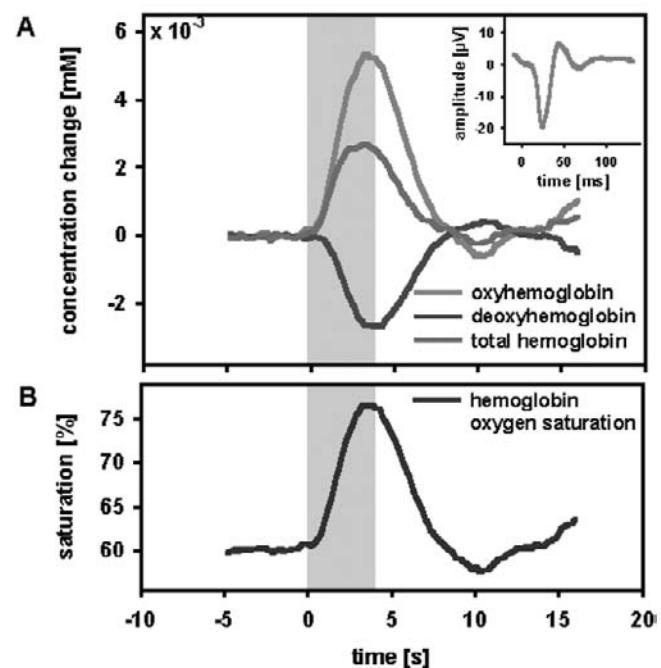 A
x 10⁻³
concentration change [mM]
6
4
2
0
-2
amplitude [µV]
10
0
-10
-20
0
50
100
time [ms]
oxyhemoglobin
deoxyhemoglobin
total hemoglobin
B
saturation [%]
75
70
65
60
hemoglobin
oxygen saturation
-10
-5
0
5
10
15
20
time [s]